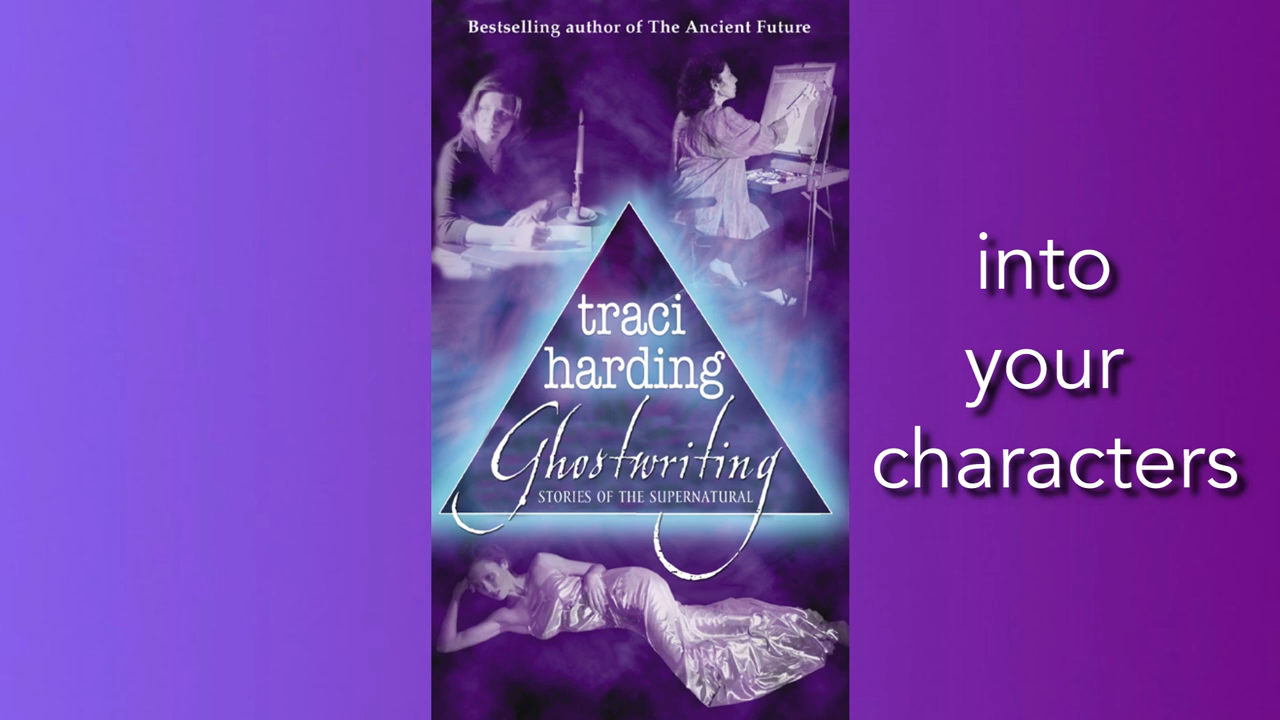 Bestselling author of The Ancient Future
traci
harding
Ghostwriting
STORIES OF THE SUPERNATURAL
into
your
characters